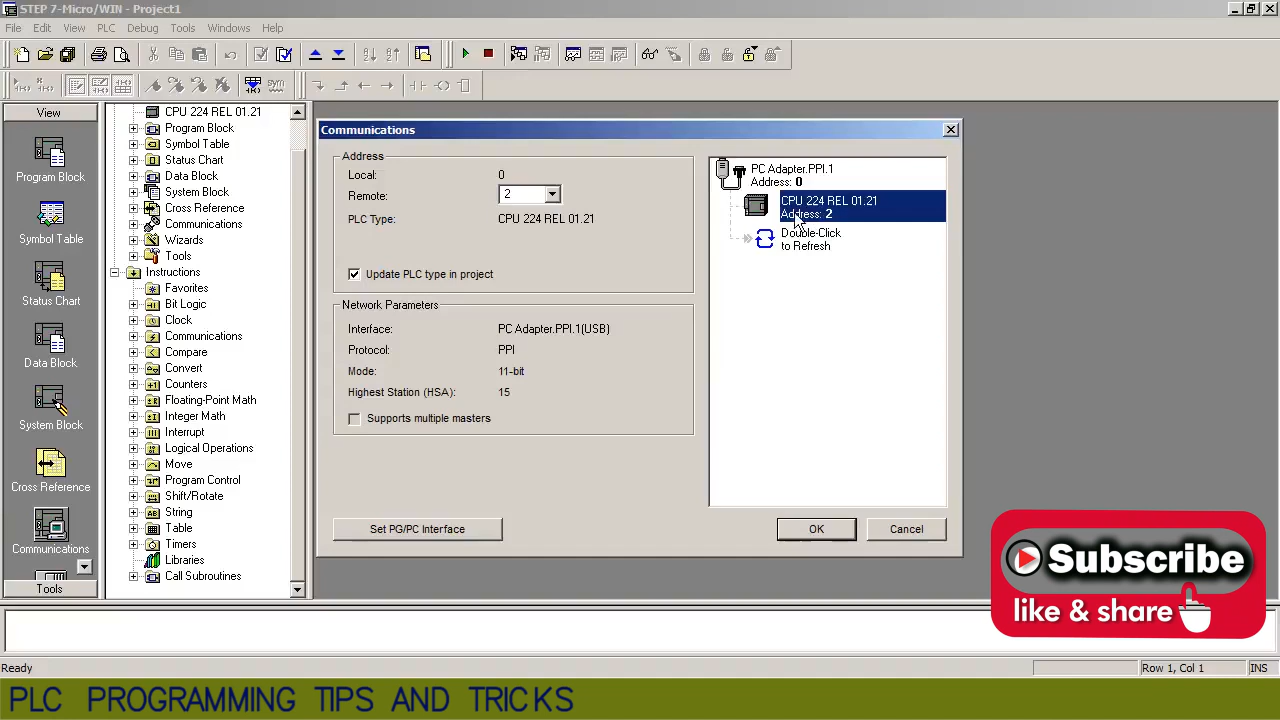 STEP 7-Micro/WIN - Project1
File Edit View PLC Debug Tools Windows Help
View
Program Block
Symbol Table
Status Chart
Data Block
System Block
Cross Reference
Communications
Tools
CPU 224 REL 01.21
Program Block
Symbol Table
Status Chart
Data Block
System Block
Cross Reference
Communications
Wizards
Tools
Instructions
Favorites
Bit Logic
Clock
Communications
Compare
Convert
Counters
Floating-Point Math
Integer Math
Interrupt
Logical Operations
Move
Program Control
Shift/Rotate
String
Table
Timers
Libraries
Call Subroutines
Communications
Address
Local: 0
Remote: 2
PLC Type: CPU 224 REL 01.21
Update PLC type in project
Network Parameters
Interface: PC Adapter.PPI.1(USB)
Protocol: PPI
Mode: 11-bit
Highest Station (HSA): 15
Supports multiple masters
PC Adapter.PPI.1
Address: 0
CPU 224 REL 01.21
Address: 2
Double-Click
to Refresh
Set PG/PC Interface
OK Cancel
Subscribe
like & share
Ready Row 1, Col 1 INS
PLC PROGRAMMING TIPS AND TRICKS